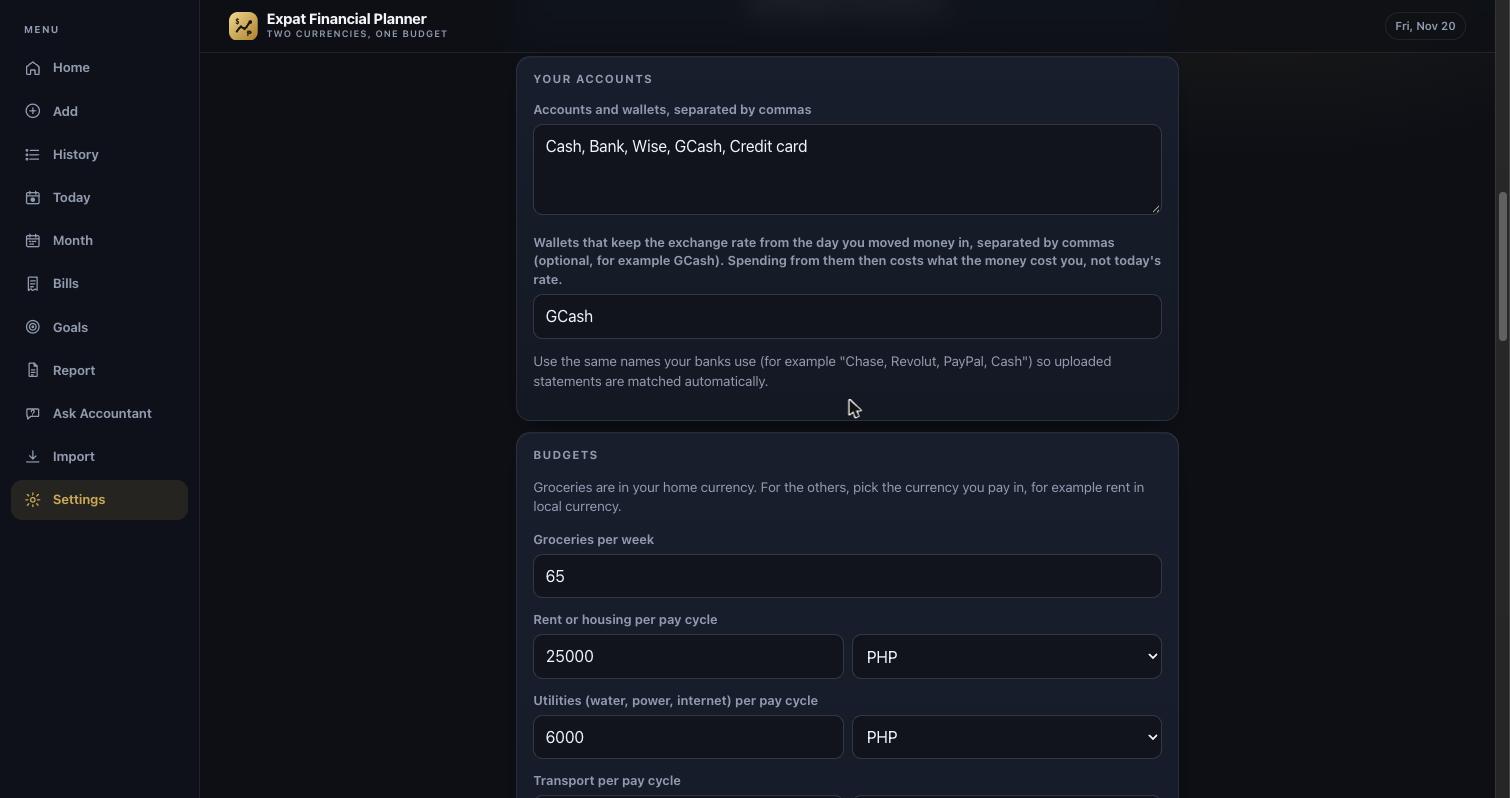 MENU
Home
Add
History
Today
Month
Bills
Goals
Report
Ask Accountant
Import
Settings
Expat Financial Planner
TWO CURRENCIES, ONE BUDGET
Fri, Nov 20
YOUR ACCOUNTS
Accounts and wallets, separated by commas
Cash, Bank, Wise, GCash, Credit card
Wallets that keep the exchange rate from the day you moved money in, separated by commas
(optional, for example GCash). Spending from them then costs what the money cost you, not today's
rate.
GCash
Use the same names your banks use (for example "Chase, Revolut, PayPal, Cash") so uploaded
statements are matched automatically.
BUDGETS
Groceries are in your home currency. For the others, pick the currency you pay in, for example rent in
local currency.
Groceries per week
65
Rent or housing per pay cycle
25000 PHP
Utilities (water, power, internet) per pay cycle
6000 PHP
Transport per pay cycle